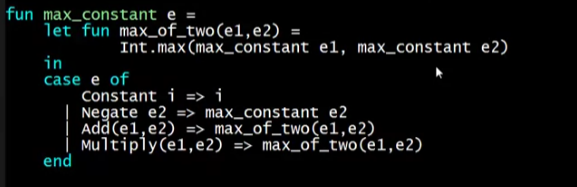 fun max_constant e =
let fun max_of_two(e1,e2) =
Int.max(max_constant e1, max_constant e2)
in
case e of
Constant i => i
| Negate e2 => max_constant e2
| Add(e1,e2) => max_of_two(e1,e2)
| Multiply(e1,e2) => max_of_two(e1,e2)
end